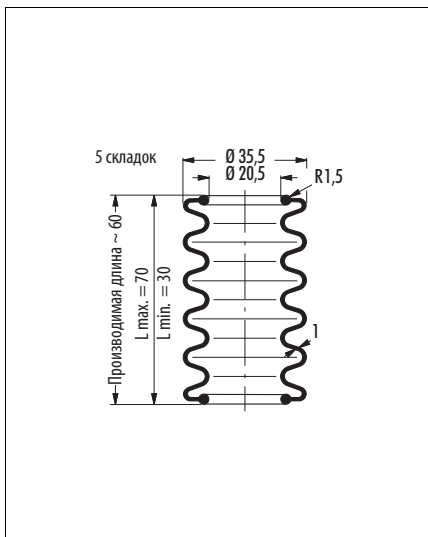 5 складок
Ø 35,5
Ø 20,5
R1,5
Производимая длина ~ 60
L max. = 70
L min. = 30
1